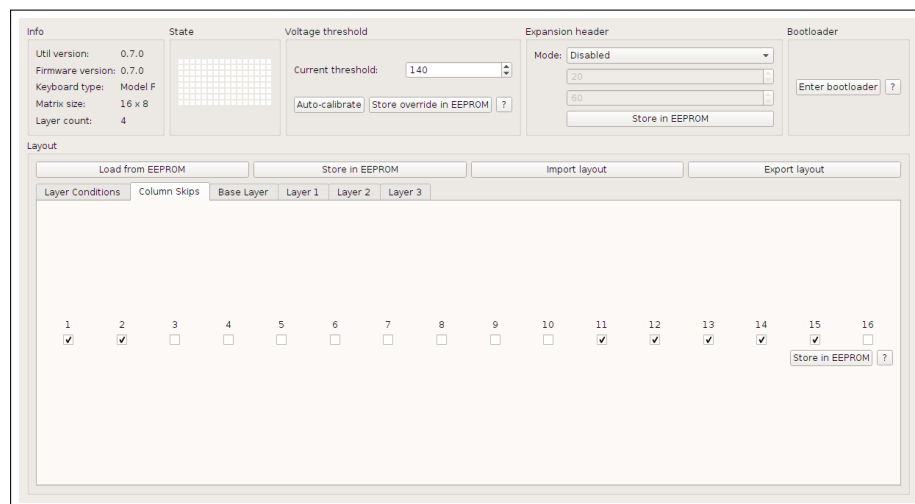 Info
Util version: 0.7.0
Firmware version: 0.7.0
Keyboard type: Model F
Matrix size: 16 x 8
Layer count: 4
State
Voltage threshold
Current threshold: 140
Auto-calibrate Store override in EEPROM ?
Expansion header
Mode: Disabled
20
60
Store in EEPROM
Bootloader
Enter bootloader ?
Layout
Load from EEPROM Store in EEPROM Import layout Export layout
Layer Conditions Column Skips Base Layer Layer 1 Layer 2 Layer 3
1 2 3 4 5 6 7 8 9 10 11 12 13 14 15 16
Store in EEPROM ?